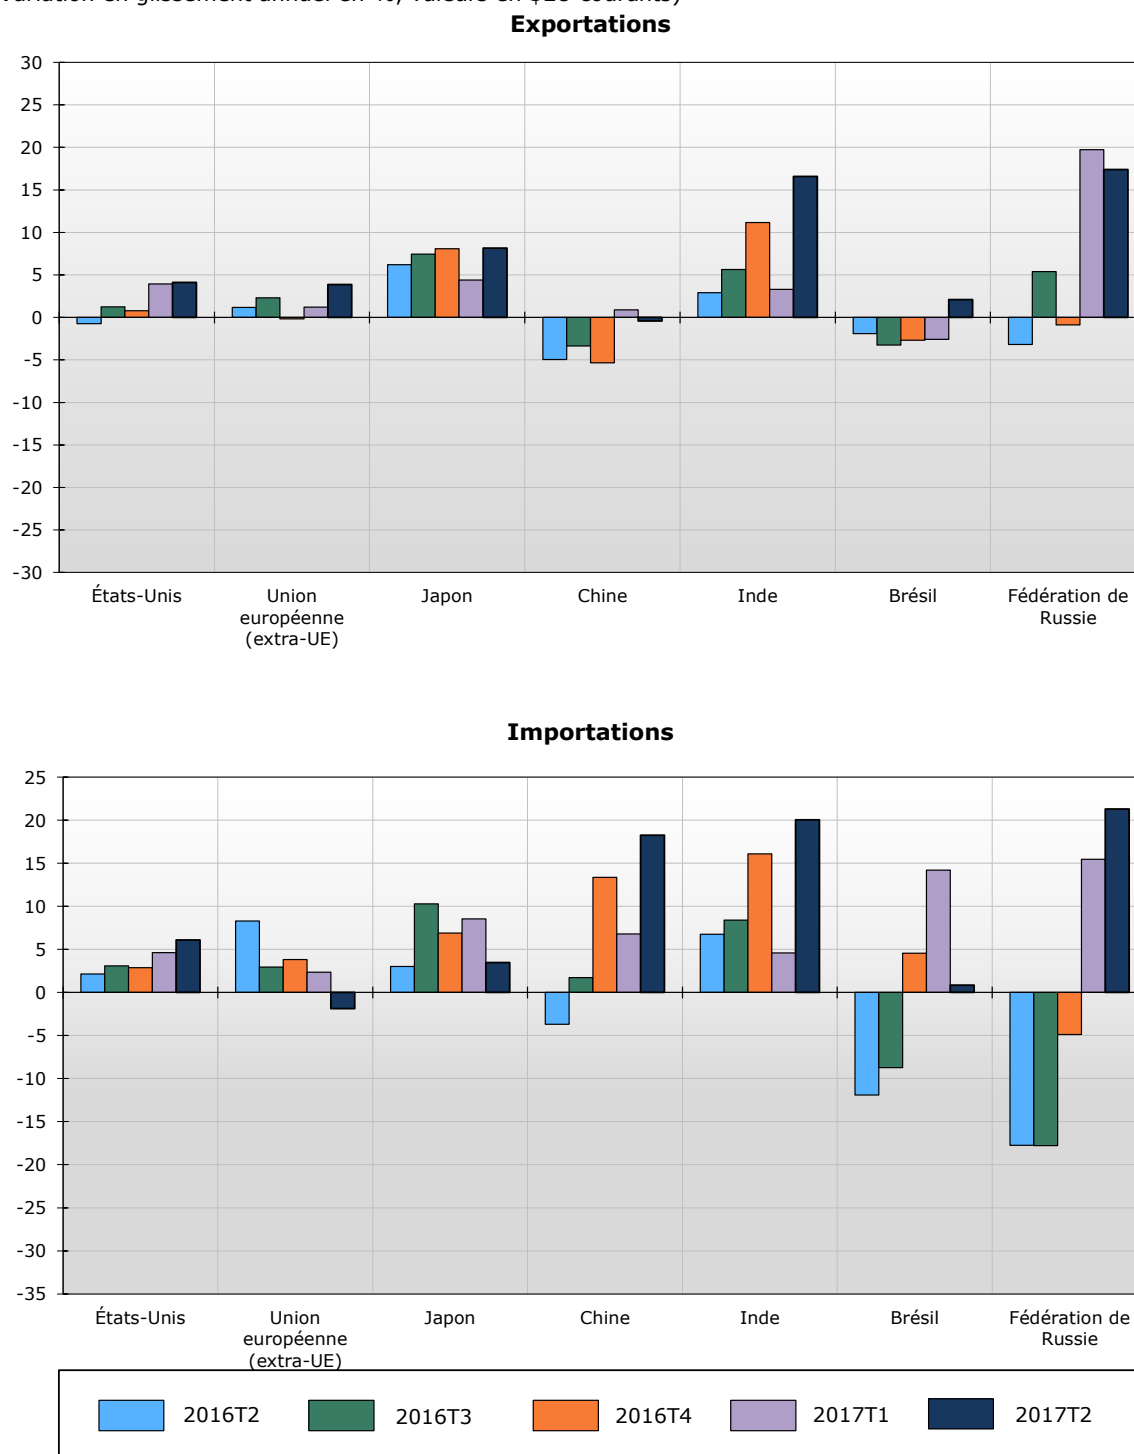 Exportations
30
25
20
15
10
5
0
-5
-10
-15
-20
-25
-30
États-Unis Union Japon Chine Inde Brésil Fédération de
européenne Russie
(extra-UE)
Importations
25
20
15
10
5
0
-5
-10
-15
-20
-25
-30
-35
États-Unis Union Japon Chine Inde Brésil Fédération de
européenne Russie
(extra-UE)
2016T2 2016T3 2016T4 2017T1 2017T2